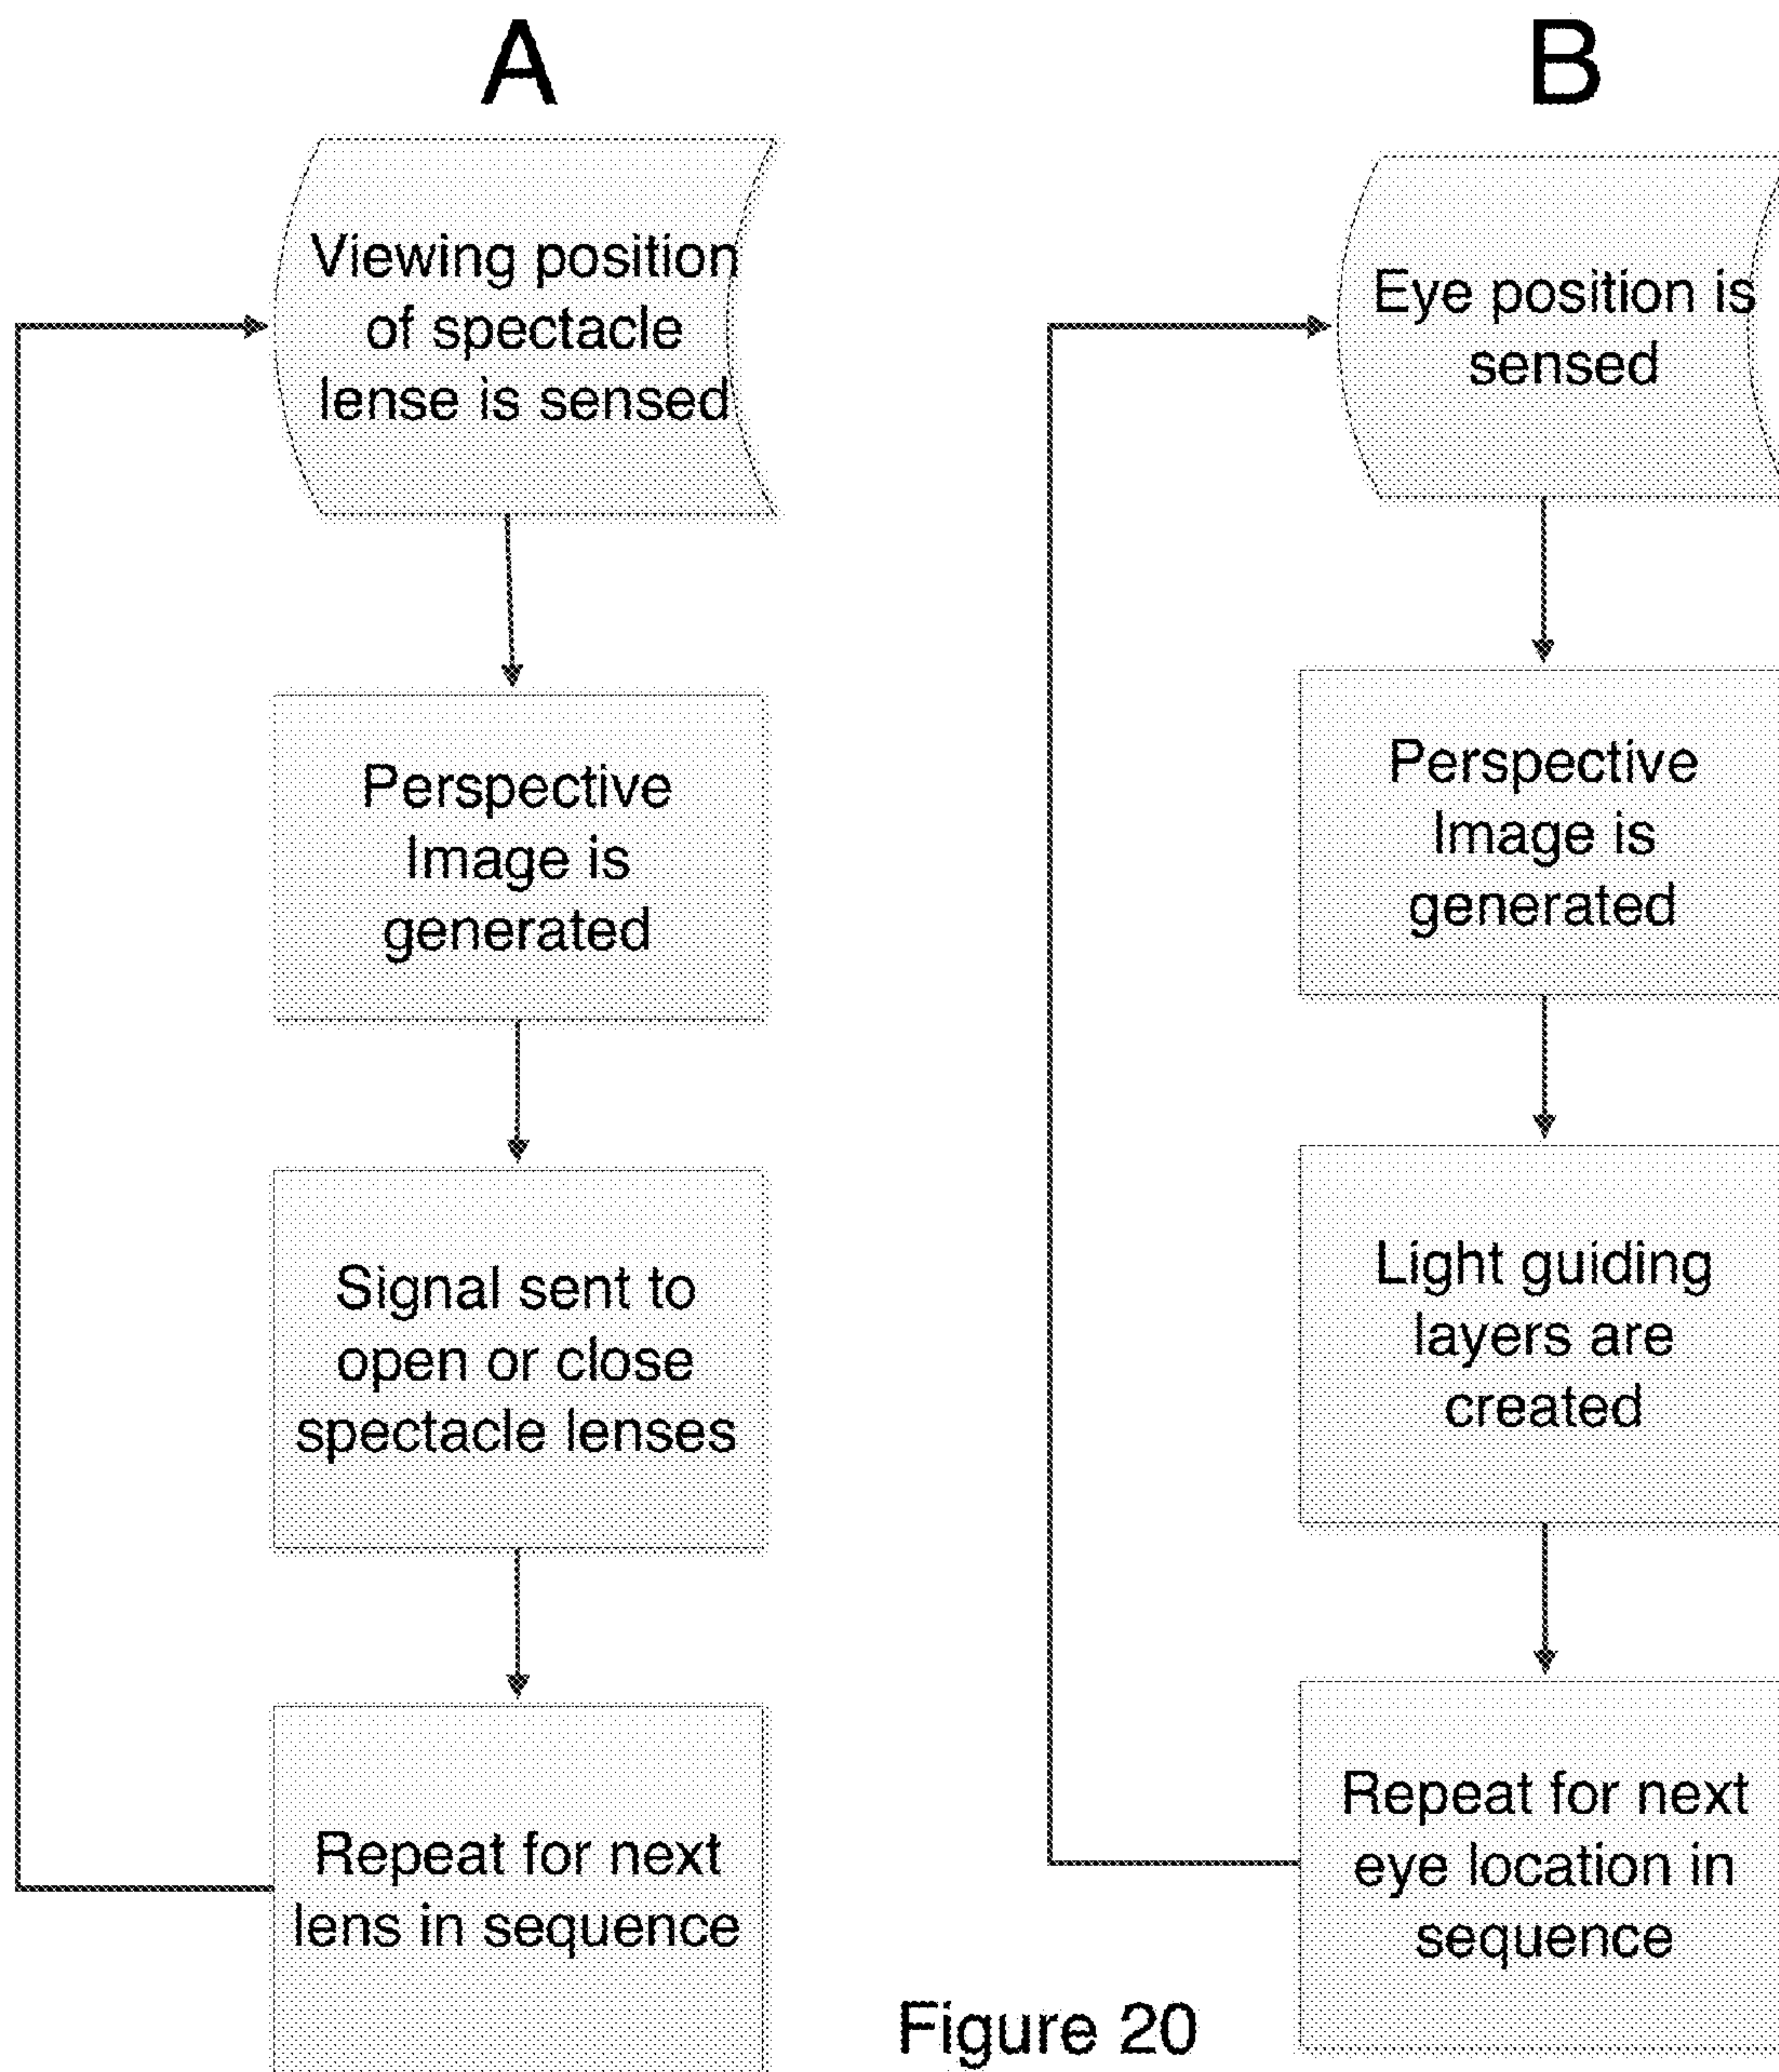 A
Viewing position
of spectacle
lense is sensed
Perspective
Image is
generated
Signal sent to
open or close
spectacle lenses
Repeat for next
lens in sequence
B
Eye position is
sensed
Perspective
Image is
generated
Light guiding
layers are
created
Repeat for next
eye location in
sequence
Figure 20